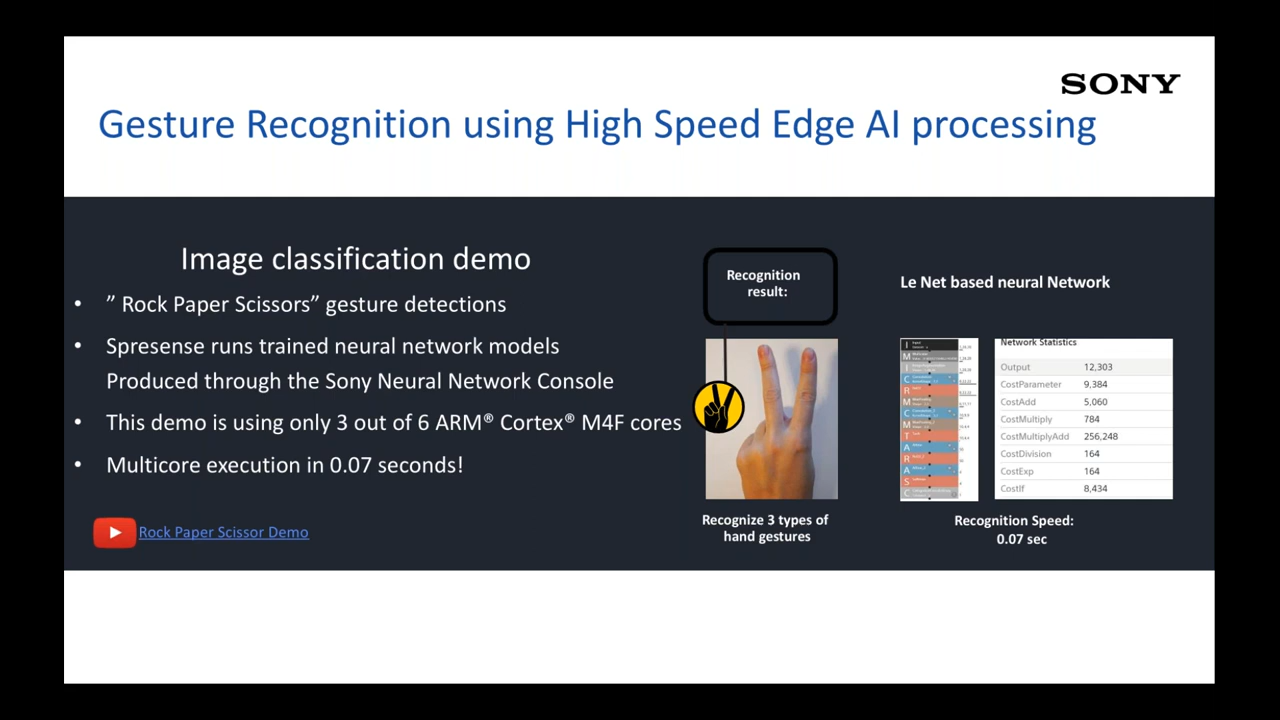 SONY
Gesture Recognition using High Speed Edge AI processing
Image classification demo
• ” Rock Paper Scissors” gesture detections
• Spresense runs trained neural network models
Produced through the Sony Neural Network Console
• This demo is using only 3 out of 6 ARM® Cortex® M4F cores
• Multicore execution in 0.07 seconds!
Rock Paper Scissor Demo
Recognition
result:
Recognize 3 types of
hand gestures
Le Net based neural Network
I
M
I
C
R
M
C
M
T
A
R
A
S
C
Network Statistics
Output 12,303
CostParameter 9,384
CostAdd 5,060
CostMultiply 784
CostMultiplyAdd 256,248
CostDivision 164
CostExp 164
CostIf 8,434
Recognition Speed:
0.07 sec